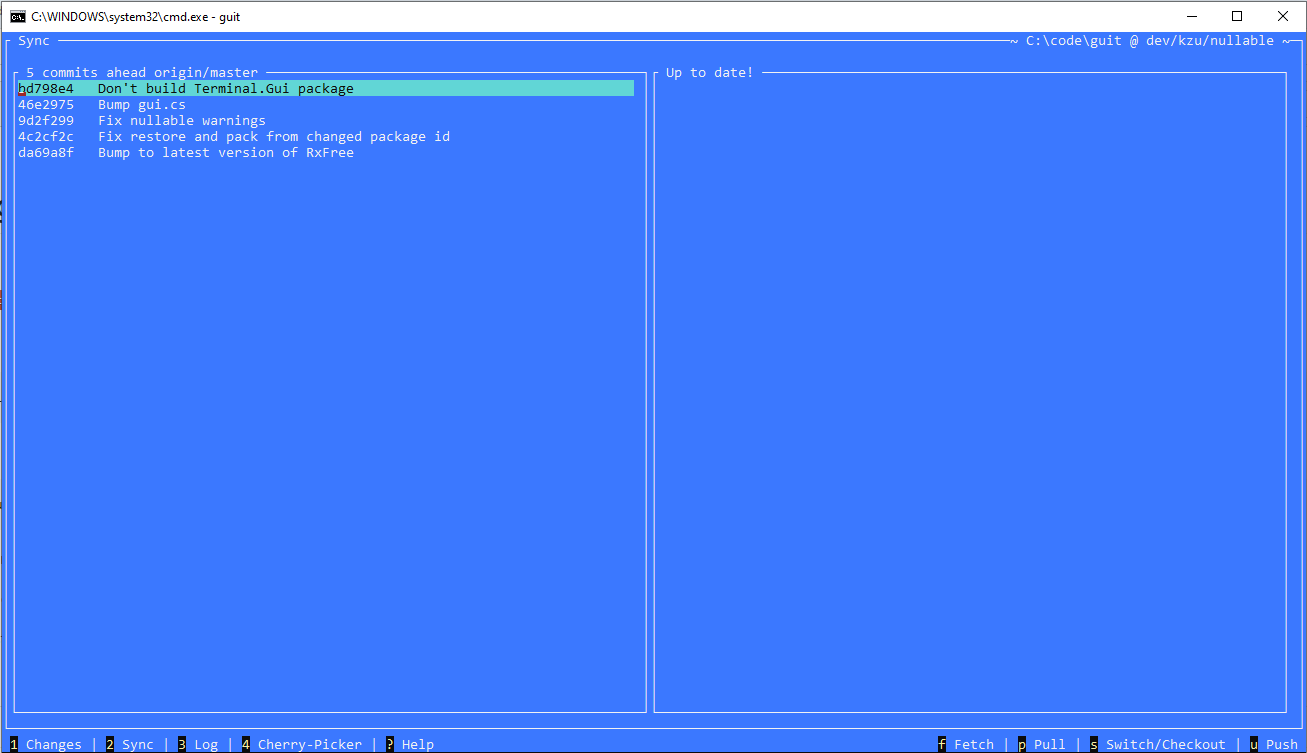 C:\WINDOWS\system32\cmd.exe - guit
Sync ~ C:\code\guit @ dev/kzu/nullable ~
5 commits ahead origin/master
Up to date!
bd798e4 Don't build Terminal.Gui package
46e2975 Bump gui.cs
9d2f299 Fix nullable warnings
4c2cf2c Fix restore and pack from changed package id
da69a8f Bump to latest version of RxFree
1 Changes | 2 Sync | 3 Log | 4 Cherry-Picker | ? Help f Fetch | p Pull | s Switch/Checkout | u Push